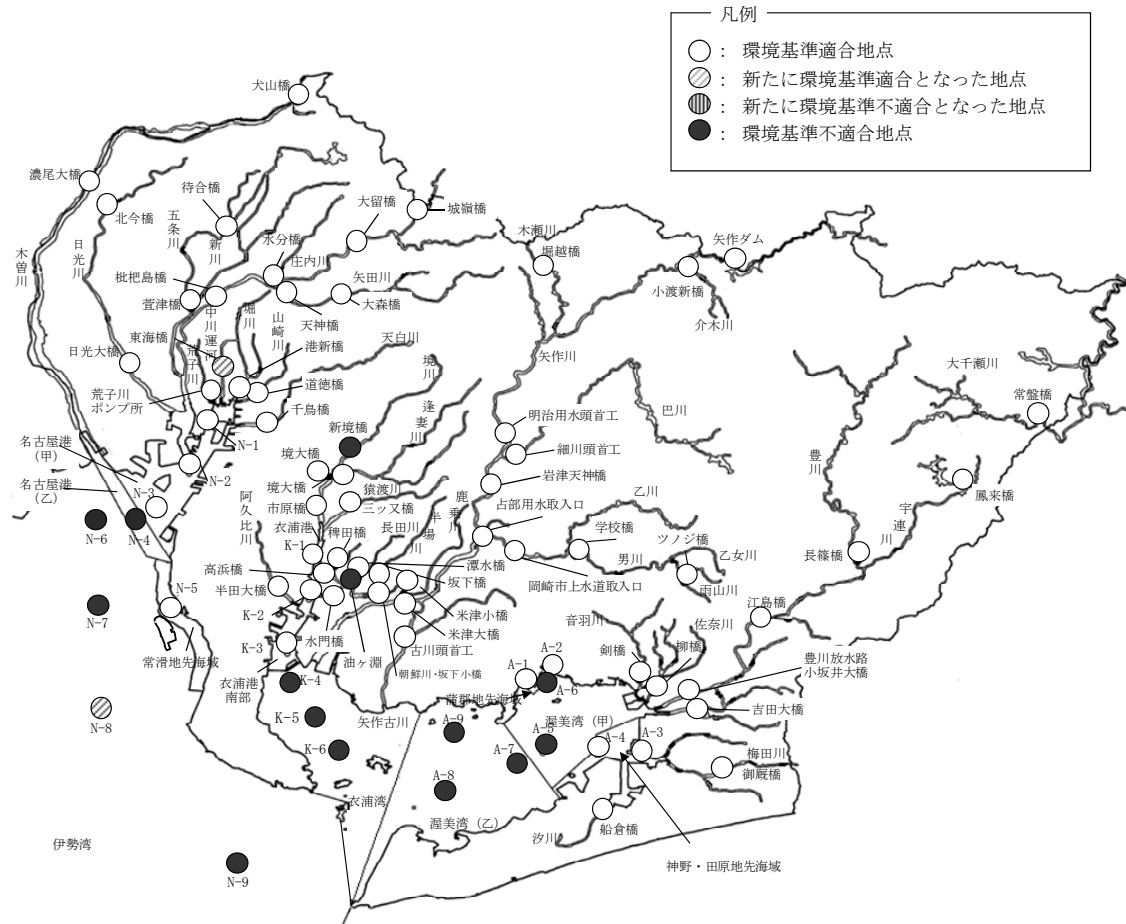 凡例
○ : 環境基準適合地点
: 新たに環境基準適合となった地点
: 新たに環境基準不適合となった地点
● : 環境基準不適合地点
犬山橋
濃尾大橋
北今橋
待合橋
大留橋
城嶺橋
五条川
新川
水分橋
庄内川
木瀬川
堀越橋
矢作ダム
小渡新橋
介木川
木曽川
日光川
枇杷島橋
萱津橋
矢田川
大森橋
天神橋
中川運河
堀川
山崎川
東海橋
荒子川
港新橋
天白川
矢作川
日光大橋
道徳橋
境川
逢妻川
荒子川
ポンプ所
千鳥橋
新境橋
N-1
N-2
名古屋港
(甲)
名古屋港
(乙)
N-3
N-4
N-6
境大橋
境大橋
猿渡川
三ッ又橋
市原橋
阿久比川
衣浦港
K-1
稗田橋
長田川
半場川
鹿乗川
明治用水頭首工
細川頭首工
岩津天神橋
占部用水取入口
巴川
乙川
学校橋
男川
ツノジ橋
乙女川
雨山川
岡崎市上水道取入口
大千瀬川
常盤橋
豊川
宇連川
鳳来橋
長篠橋
江島橋
高浜橋
半田大橋
潭水橋
坂下橋
米津小橋
米津大橋
古川頭首工
朝鮮川・坂下小橋
油ヶ淵
水門橋
K-2
K-3
衣浦港
南部
K-4
K-5
K-6
N-5
N-7
常滑地先海域
N-8
N-9
伊勢湾
衣浦湾
矢作古川
音羽川
佐奈川
剣橋
柳橋
豊川放水路
小坂井大橋
吉田大橋
A-1
A-2
A-6
蒲郡地先海域
渥美湾(甲)
A-9
A-5
A-4
A-3
A-7
A-8
梅田川
御厩橋
渥美湾(乙)
汐川
船倉橋
神野・田原地先海域